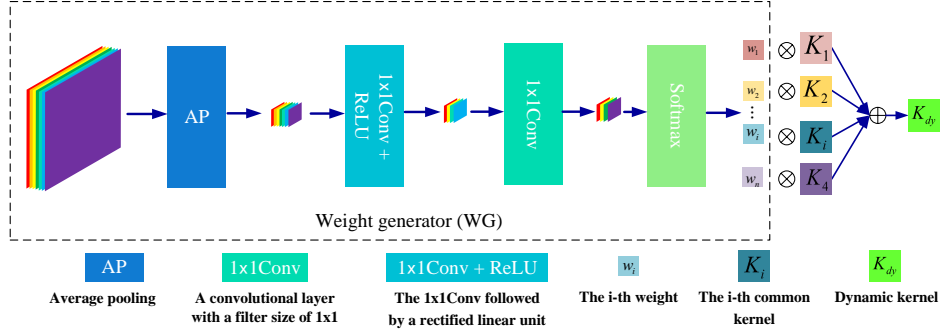 AP
1x1Conv +
ReLU
1x1Conv
Softmax
w1
w2
⋮
wi
wn
⊗ K1
⊗ K2
⊗ Ki
⊗ K4
⊕
Kdy
Weight generator (WG)
AP
Average pooling
1x1Conv
A convolutional layer
with a filter size of 1x1
1x1Conv + ReLU
The 1x1Conv followed
by a rectified linear unit
wi
The i-th weight
Ki
The i-th common
kernel
Kdy
Dynamic kernel